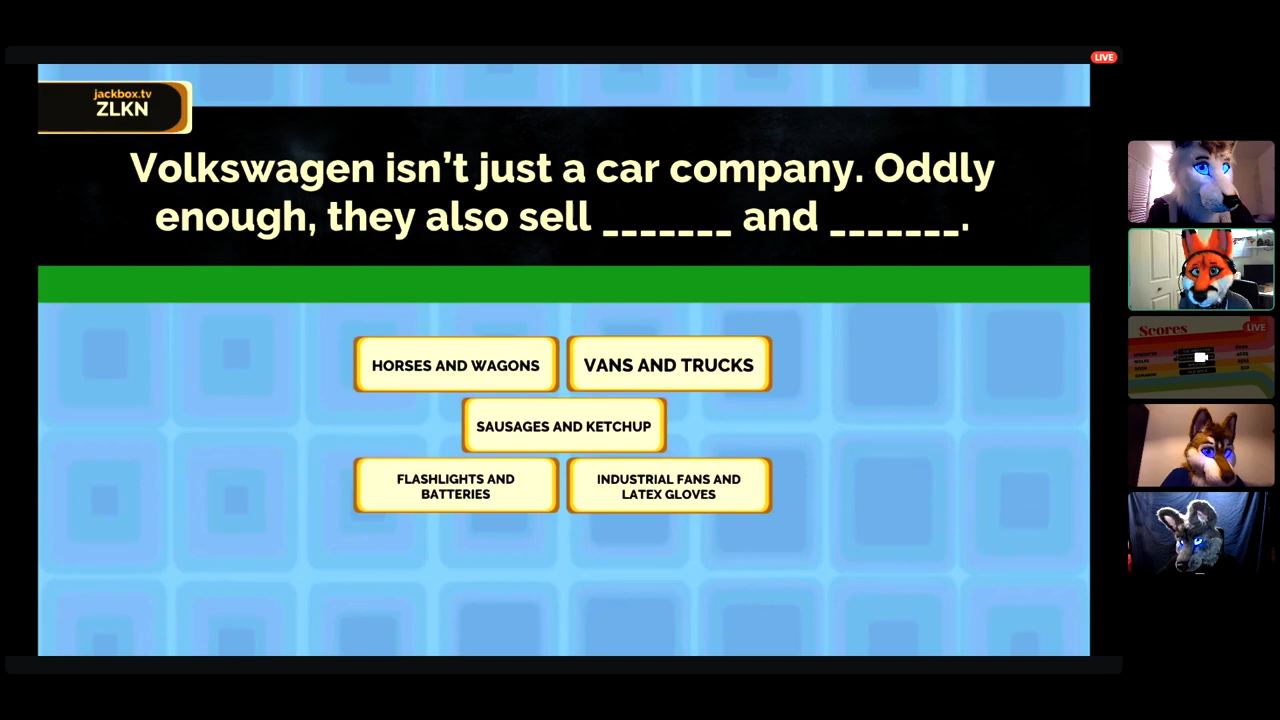 LIVE
jackbox.tv
ZLKN
Volkswagen isn't just a car company. Oddly
enough, they also sell _______ and _______.
HORSES AND WAGONS
VANS AND TRUCKS
SAUSAGES AND KETCHUP
FLASHLIGHTS AND
BATTERIES
INDUSTRIAL FANS AND
LATEX GLOVES
Scores
LIVE